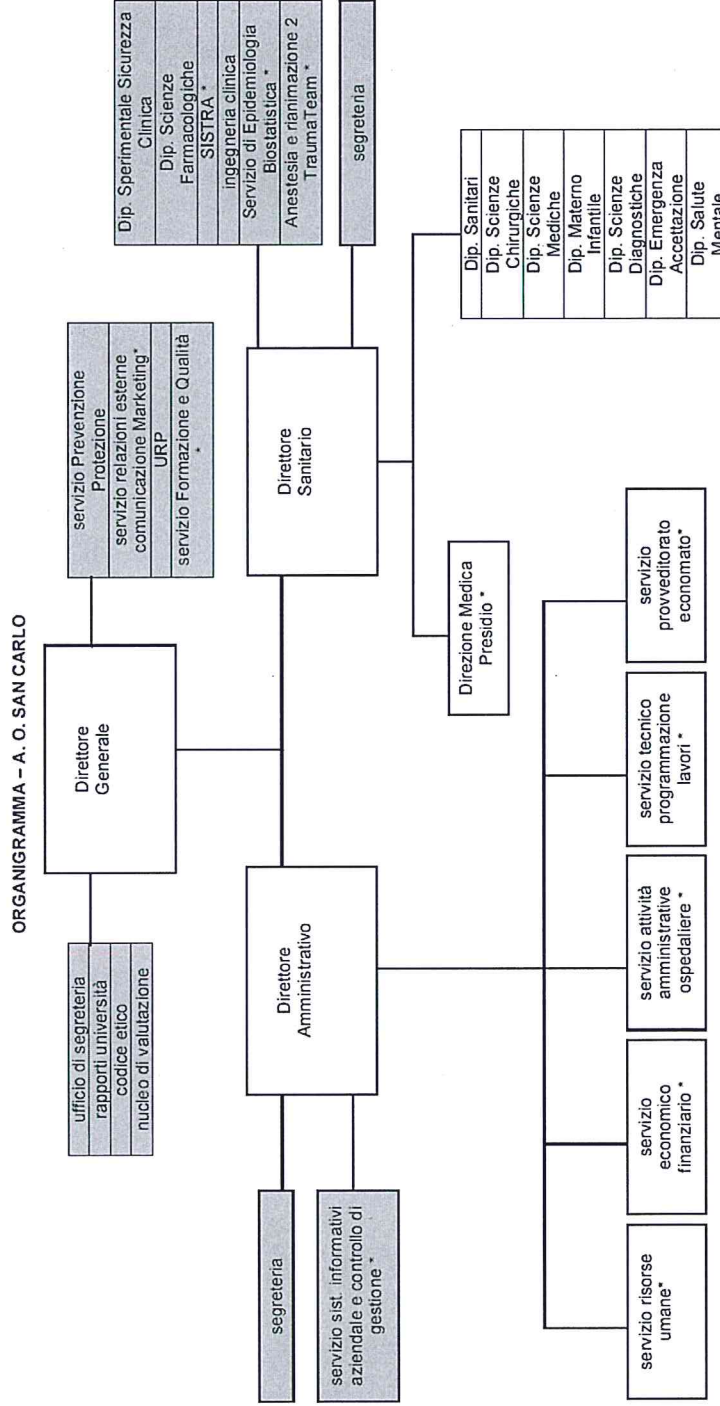 ORGANIGRAMMA – A. O. SAN CARLO
ufficio di segreteria
rapporti università
codice etico
nucleo di valutazione
Direttore
Generale
servizio Prevenzione
Protezione
servizio relazioni esterne
comunicazione Marketing*
URP
servizio Formazione e Qualità
*
segreteria
servizio sist. informativi
aziendale e controllo di
gestione *
Direttore
Amministrativo
Direttore
Sanitario
Dip. Sperimentale Sicurezza
Clinica
Dip. Scienze
Farmacologiche
SISTRA *
ingegneria clinica
Servizio di Epidemiologia
Biostatistica *
Anestesia e rianimazione 2
TraumaTeam *
segreteria
Direzione Medica
Presidio *
Dip. Sanitari
Dip. Scienze
Chirurgiche
Dip. Scienze
Mediche
Dip. Materno
Infantile
Dip. Scienze
Diagnostiche
Dip. Emergenza
Accettazione
Dip. Salute
Mentale
servizio risorse
umane*
servizio
economico
finanziario *
servizio attività
amministrative
ospedaliere *
servizio tecnico
programmazione
lavori *
servizio
provveditorato
economato*